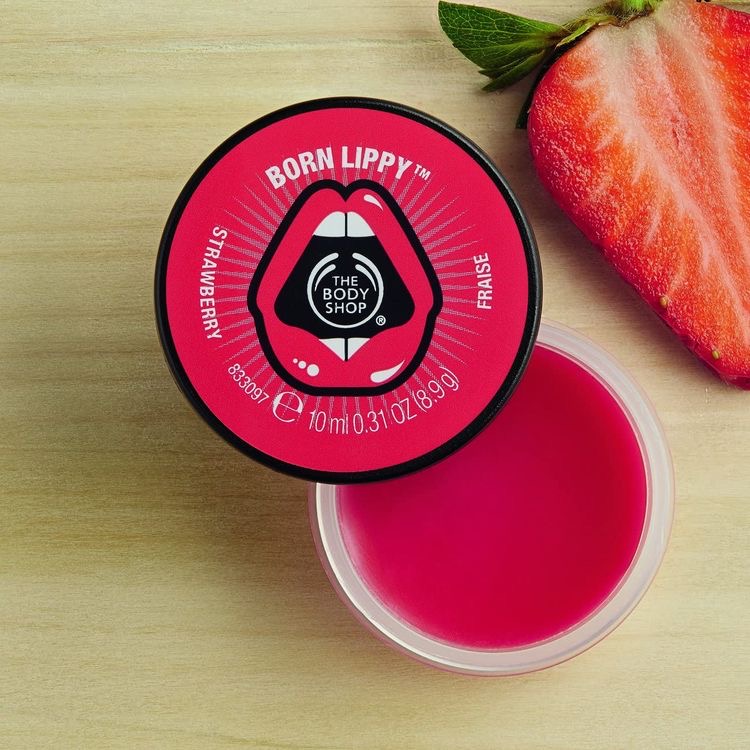 BORN LIPPY™
STRAWBERRY
THE
BODY
SHOP®
FRAISE
833097 ℮ 10 ml 0.31 OZ (8.9 g)